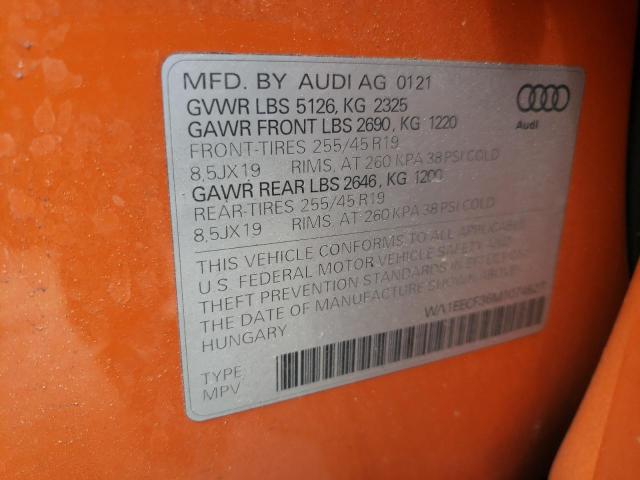 MFD. BY AUDI AG 0121
GVWR LBS 5126, KG 2325
GAWR FRONT LBS 2690, KG 1220
FRONT-TIRES 255/45 R19
8,5JX19 RIMS, AT 260 KPA 38 PSI COLD
GAWR REAR LBS 2646, KG 1200
REAR-TIRES 255/45 R19
8,5JX19 RIMS, AT 260 KPA 38 PSI COLD
THIS VEHICLE CONFORMS TO ALL APPLICABLE
U.S. FEDERAL MOTOR VEHICLE SAFETY AND
THEFT PREVENTION STANDARDS IN EFFECT ON
THE DATE OF MANUFACTURE SHOWN ABOVE
HUNGARY
TYPE
MPV
Audi